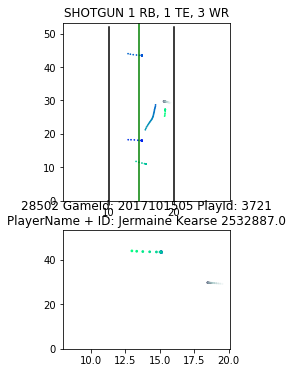 SHOTGUN 1 RB, 1 TE, 3 WR
50
40
30
20
10
0
10
20
28502 GameId: 2017101505 PlayId: 3721
PlayerName + ID: Jermaine Kearse 2532887.0
40
20
0
10.0 12.5 15.0 17.5 20.0